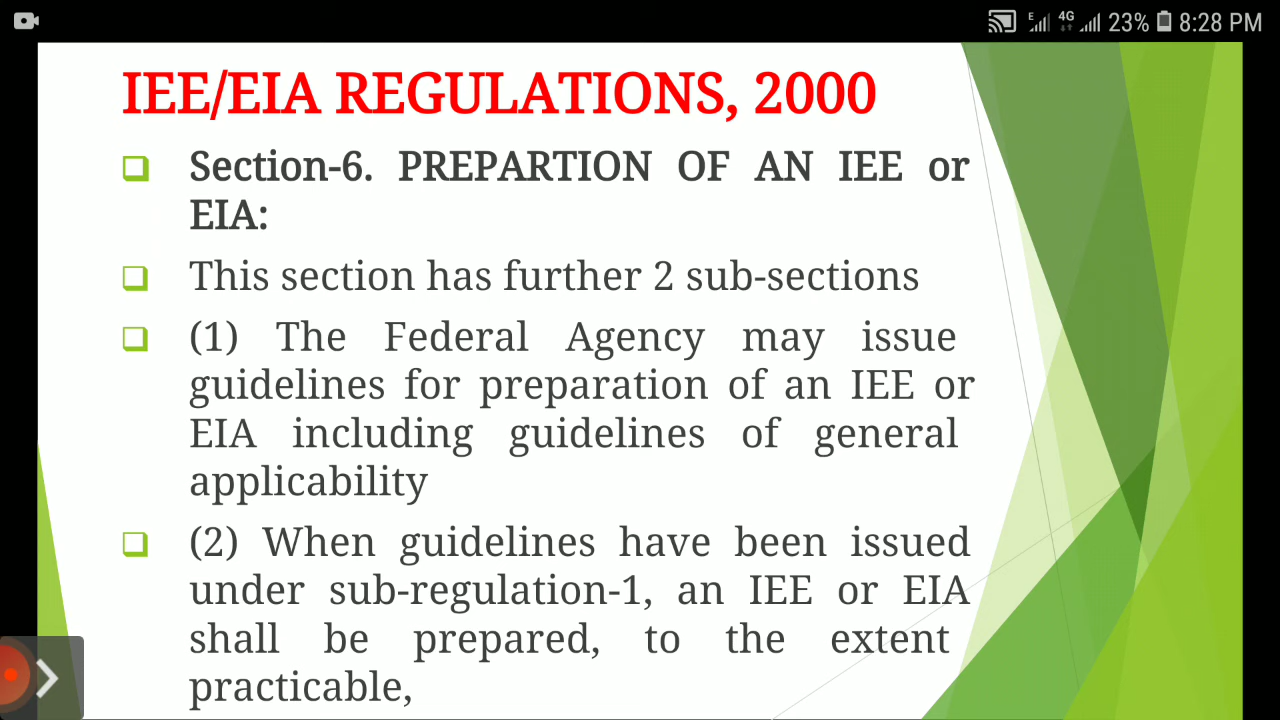 E 4G 23% 8:28 PM
IEE/EIA REGULATIONS, 2000
Section-6. PREPARTION OF AN IEE or
EIA:
This section has further 2 sub-sections
(1) The Federal Agency may issue
guidelines for preparation of an IEE or
EIA including guidelines of general
applicability
(2) When guidelines have been issued
under sub-regulation-1, an IEE or EIA
shall be prepared, to the extent
practicable,